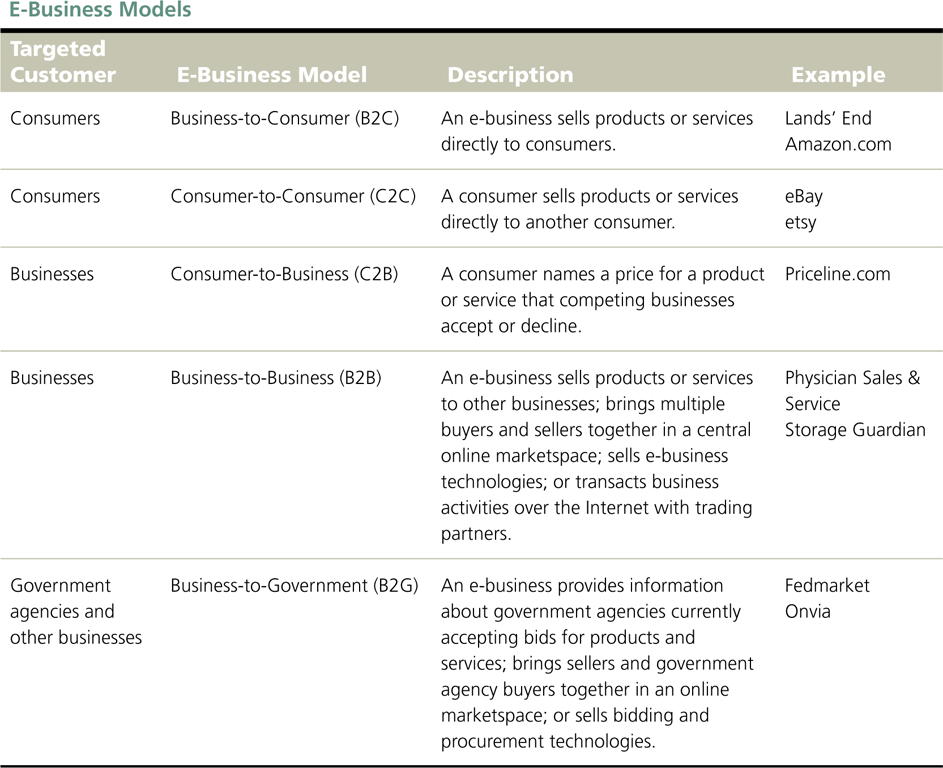 E-Business Models
Targeted
Customer
E-Business Model
Description
Example
Consumers
Business-to-Consumer (B2C)
An e-business sells products or services
directly to consumers.
Lands’ End
Amazon.com
Consumers
Consumer-to-Consumer (C2C)
A consumer sells products or services
directly to another consumer.
eBay
etsy
Businesses
Consumer-to-Business (C2B)
A consumer names a price for a product
or service that competing businesses
accept or decline.
Priceline.com
Businesses
Business-to-Business (B2B)
An e-business sells products or services
to other businesses; brings multiple
buyers and sellers together in a central
online marketspace; sells e-business
technologies; or transacts business
activities over the Internet with trading
partners.
Physician Sales &
Service
Storage Guardian
Government
agencies and
other businesses
Business-to-Government (B2G)
An e-business provides information
about government agencies currently
accepting bids for products and
services; brings sellers and government
agency buyers together in an online
marketspace; or sells bidding and
procurement technologies.
Fedmarket
Onvia